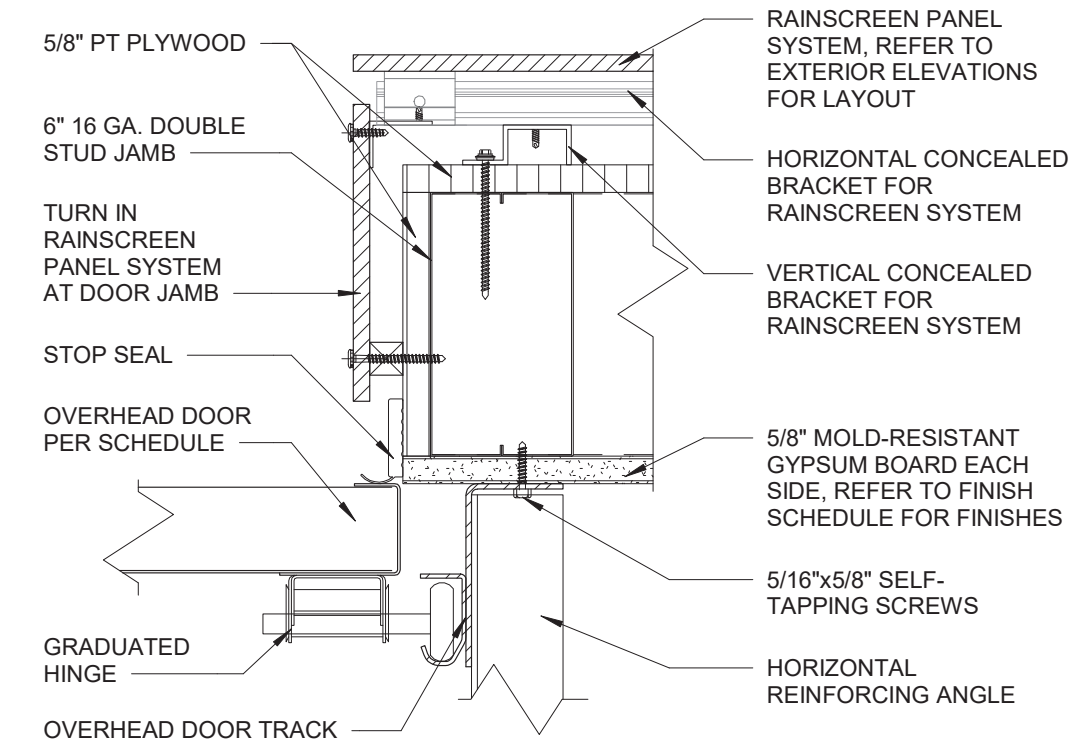 5/8" PT PLYWOOD
6" 16 GA. DOUBLE
STUD JAMB
TURN IN
RAINSCREEN
PANEL SYSTEM
AT DOOR JAMB
STOP SEAL
OVERHEAD DOOR
PER SCHEDULE
GRADUATED
HINGE
OVERHEAD DOOR TRACK
RAINSCREEN PANEL
SYSTEM, REFER TO
EXTERIOR ELEVATIONS
FOR LAYOUT
HORIZONTAL CONCEALED
BRACKET FOR
RAINSCREEN SYSTEM
VERTICAL CONCEALED
BRACKET FOR
RAINSCREEN SYSTEM
5/8" MOLD-RESISTANT
GYPSUM BOARD EACH
SIDE, REFER TO FINISH
SCHEDULE FOR FINISHES
5/16"x5/8" SELF-
TAPPING SCREWS
HORIZONTAL
REINFORCING ANGLE